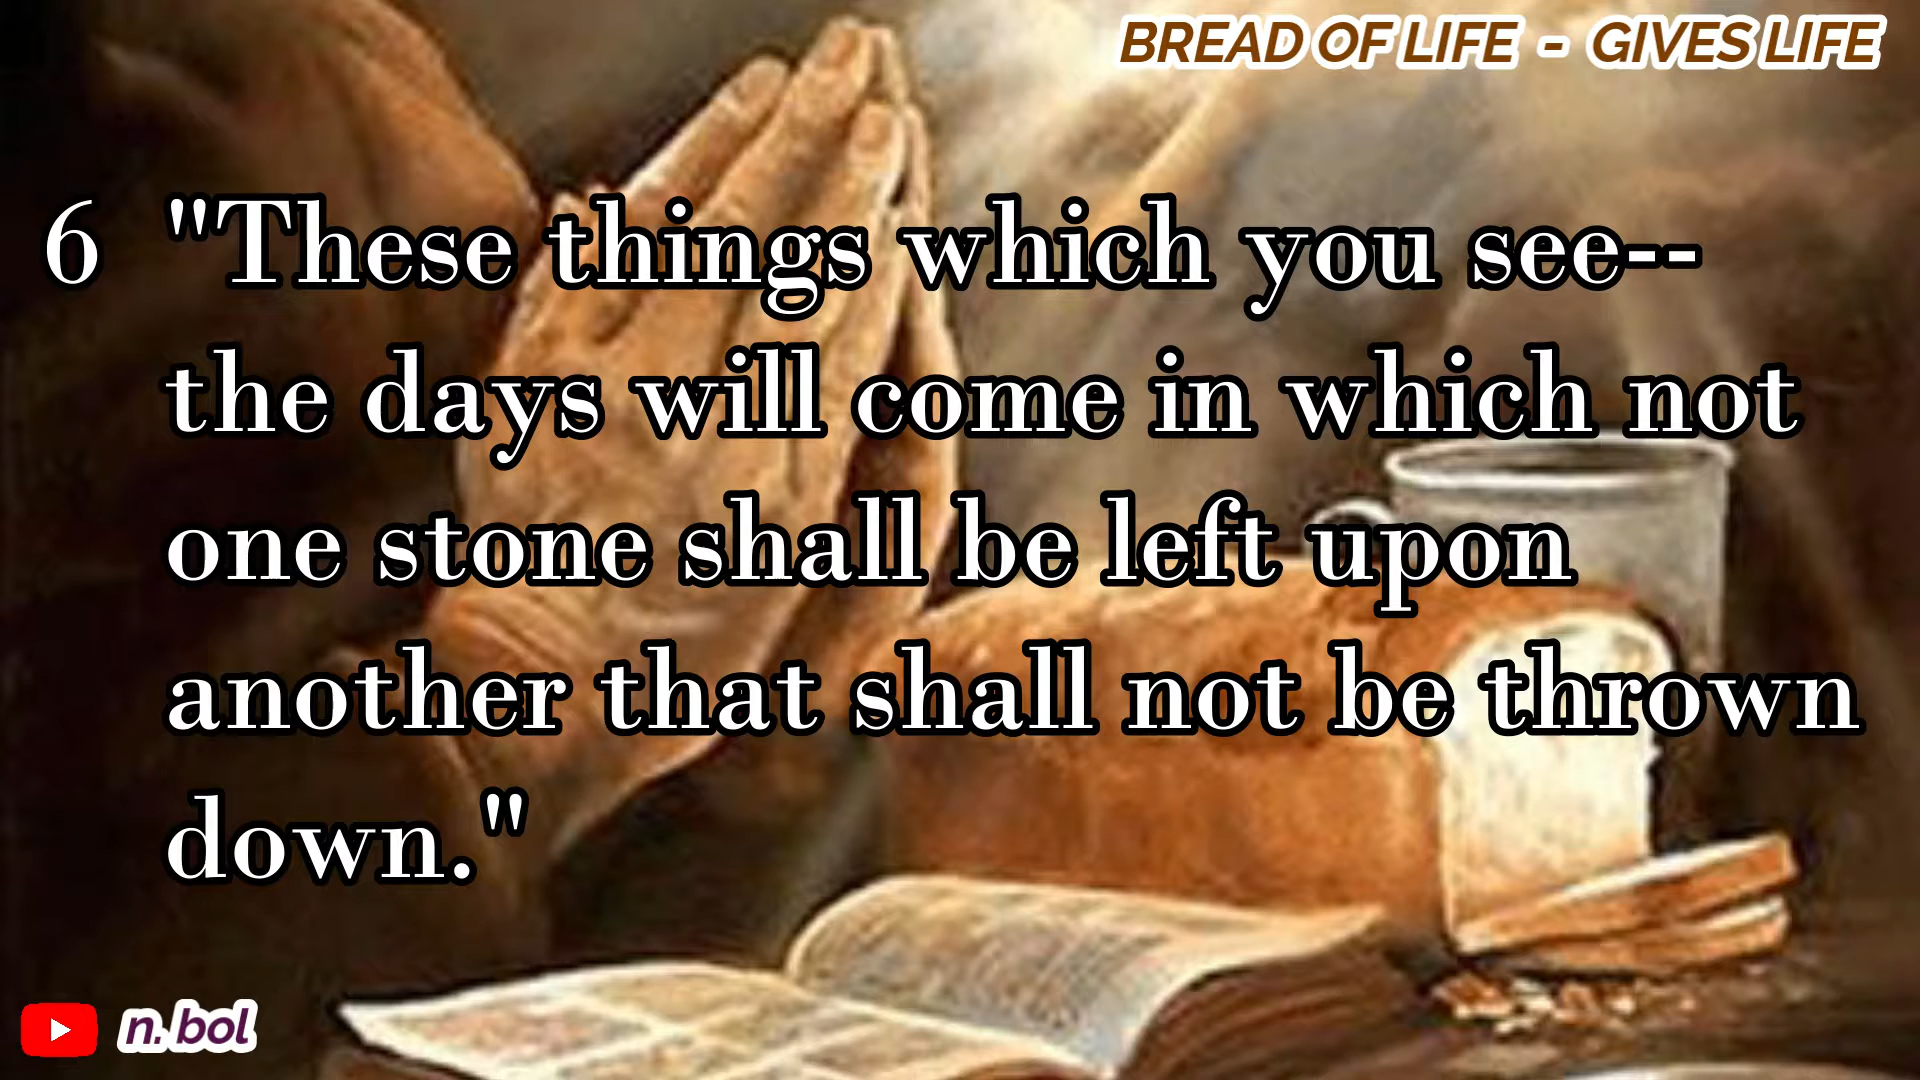 BREAD OF LIFE - GIVES LIFE
6 "These things which you see--
the days will come in which not
one stone shall be left upon
another that shall not be thrown
down."
n. bol